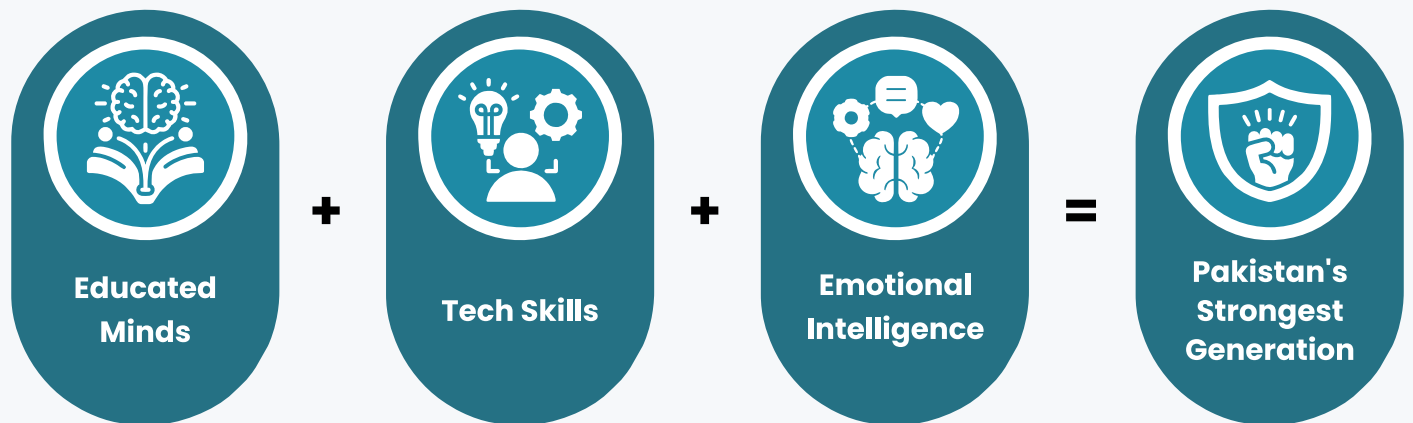 Educated
Minds
+
Tech Skills
+
Emotional
Intelligence
=
Pakistan's
Strongest
Generation